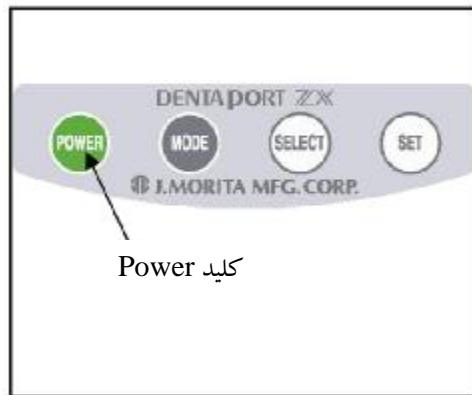 DENTAPORT ZX
POWER MODE SELECT SET
J.MORITA MFG. CORP.
کلید Power